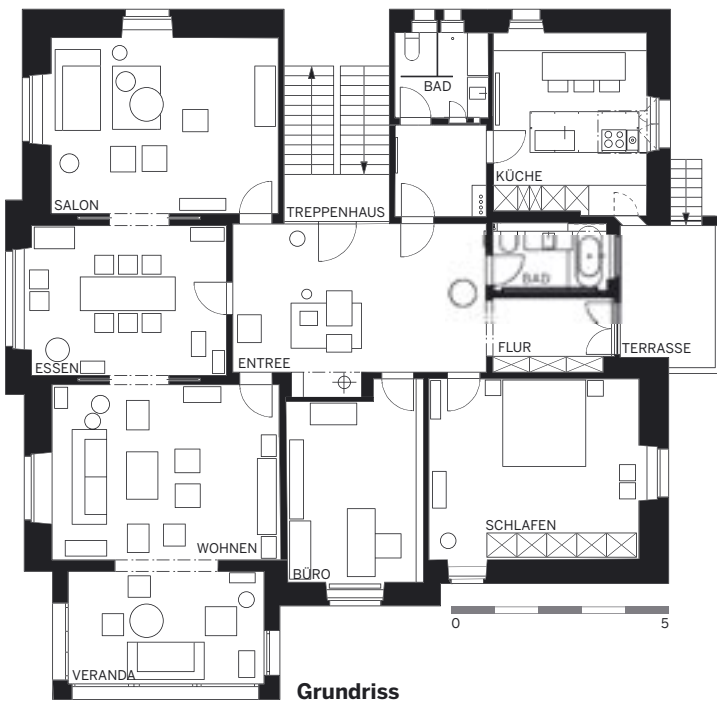 BAD
KÜCHE
SALON
TREPPENHAUS
BAD
ESSEN
ENTREE
FLUR
TERRASSE
WOHNEN
BÜRO
SCHLAFEN
0 5
VERANDA
Grundriss